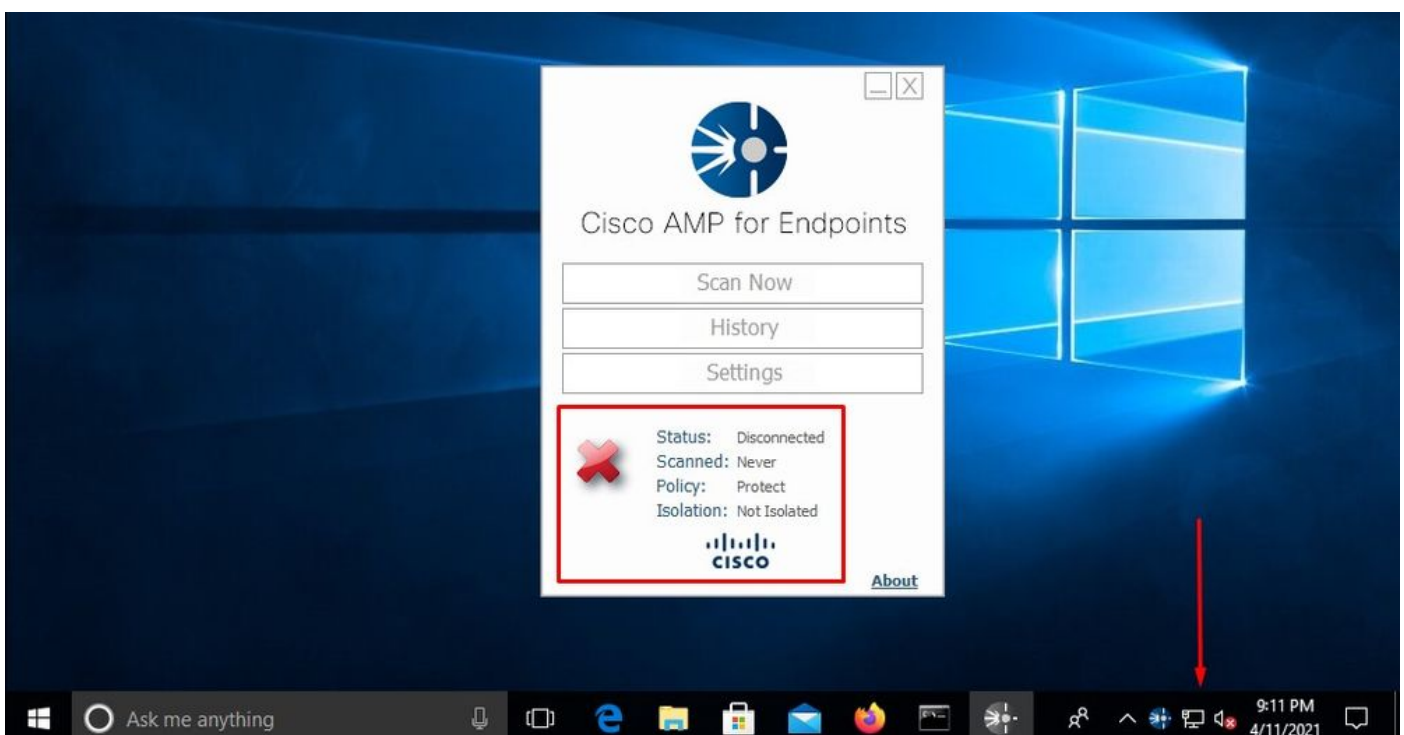 Cisco AMP for Endpoints
Scan Now
History
Settings
Status: Disconnected
Scanned: Never
Policy: Protect
Isolation: Not Isolated
CISCO
About
Ask me anything
9:11 PM
4/11/2021